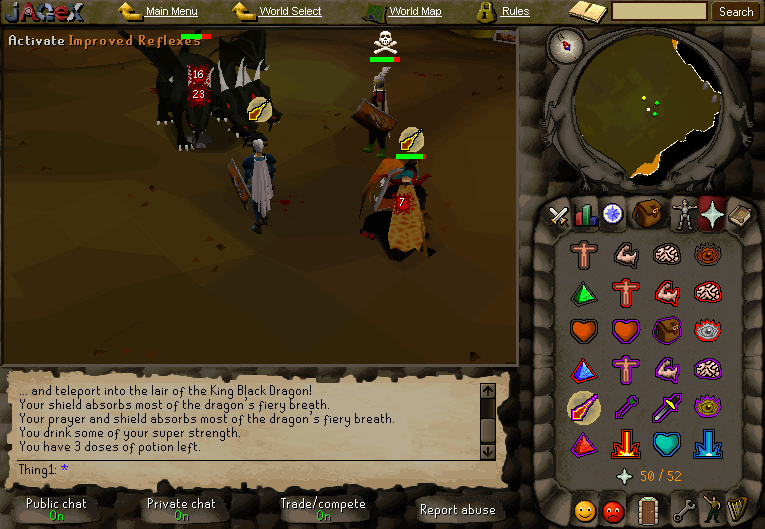 JAGeX
Main Menu
World Select
World Map
Rules
Search
Activate Improved Reflexes
16
23
7
... and teleport into the lair of the King Black Dragon!
Your shield absorbs most of the dragon's fiery breath.
Your prayer and shield absorbs most of the dragon's fiery breath.
You drink some of your super strength.
You have 3 doses of potion left.
Thing1: *
50 / 52
Public chat
On
Private chat
On
Trade/compete
On
Report abuse